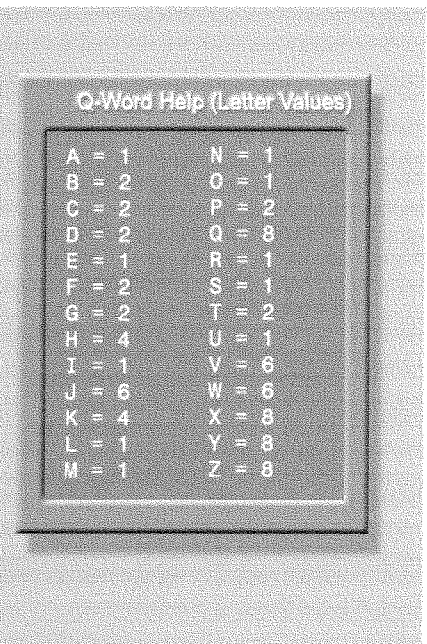 Q-Word Help (Letter Values)
A = 1 N = 1
B = 2 O = 1
C = 2 P = 2
D = 2 Q = 8
E = 1 R = 1
F = 2 S = 1
G = 2 T = 2
H = 4 U = 1
I = 1 V = 6
J = 6 W = 6
K = 4 X = 8
L = 1 Y = 8
M = 1 Z = 8